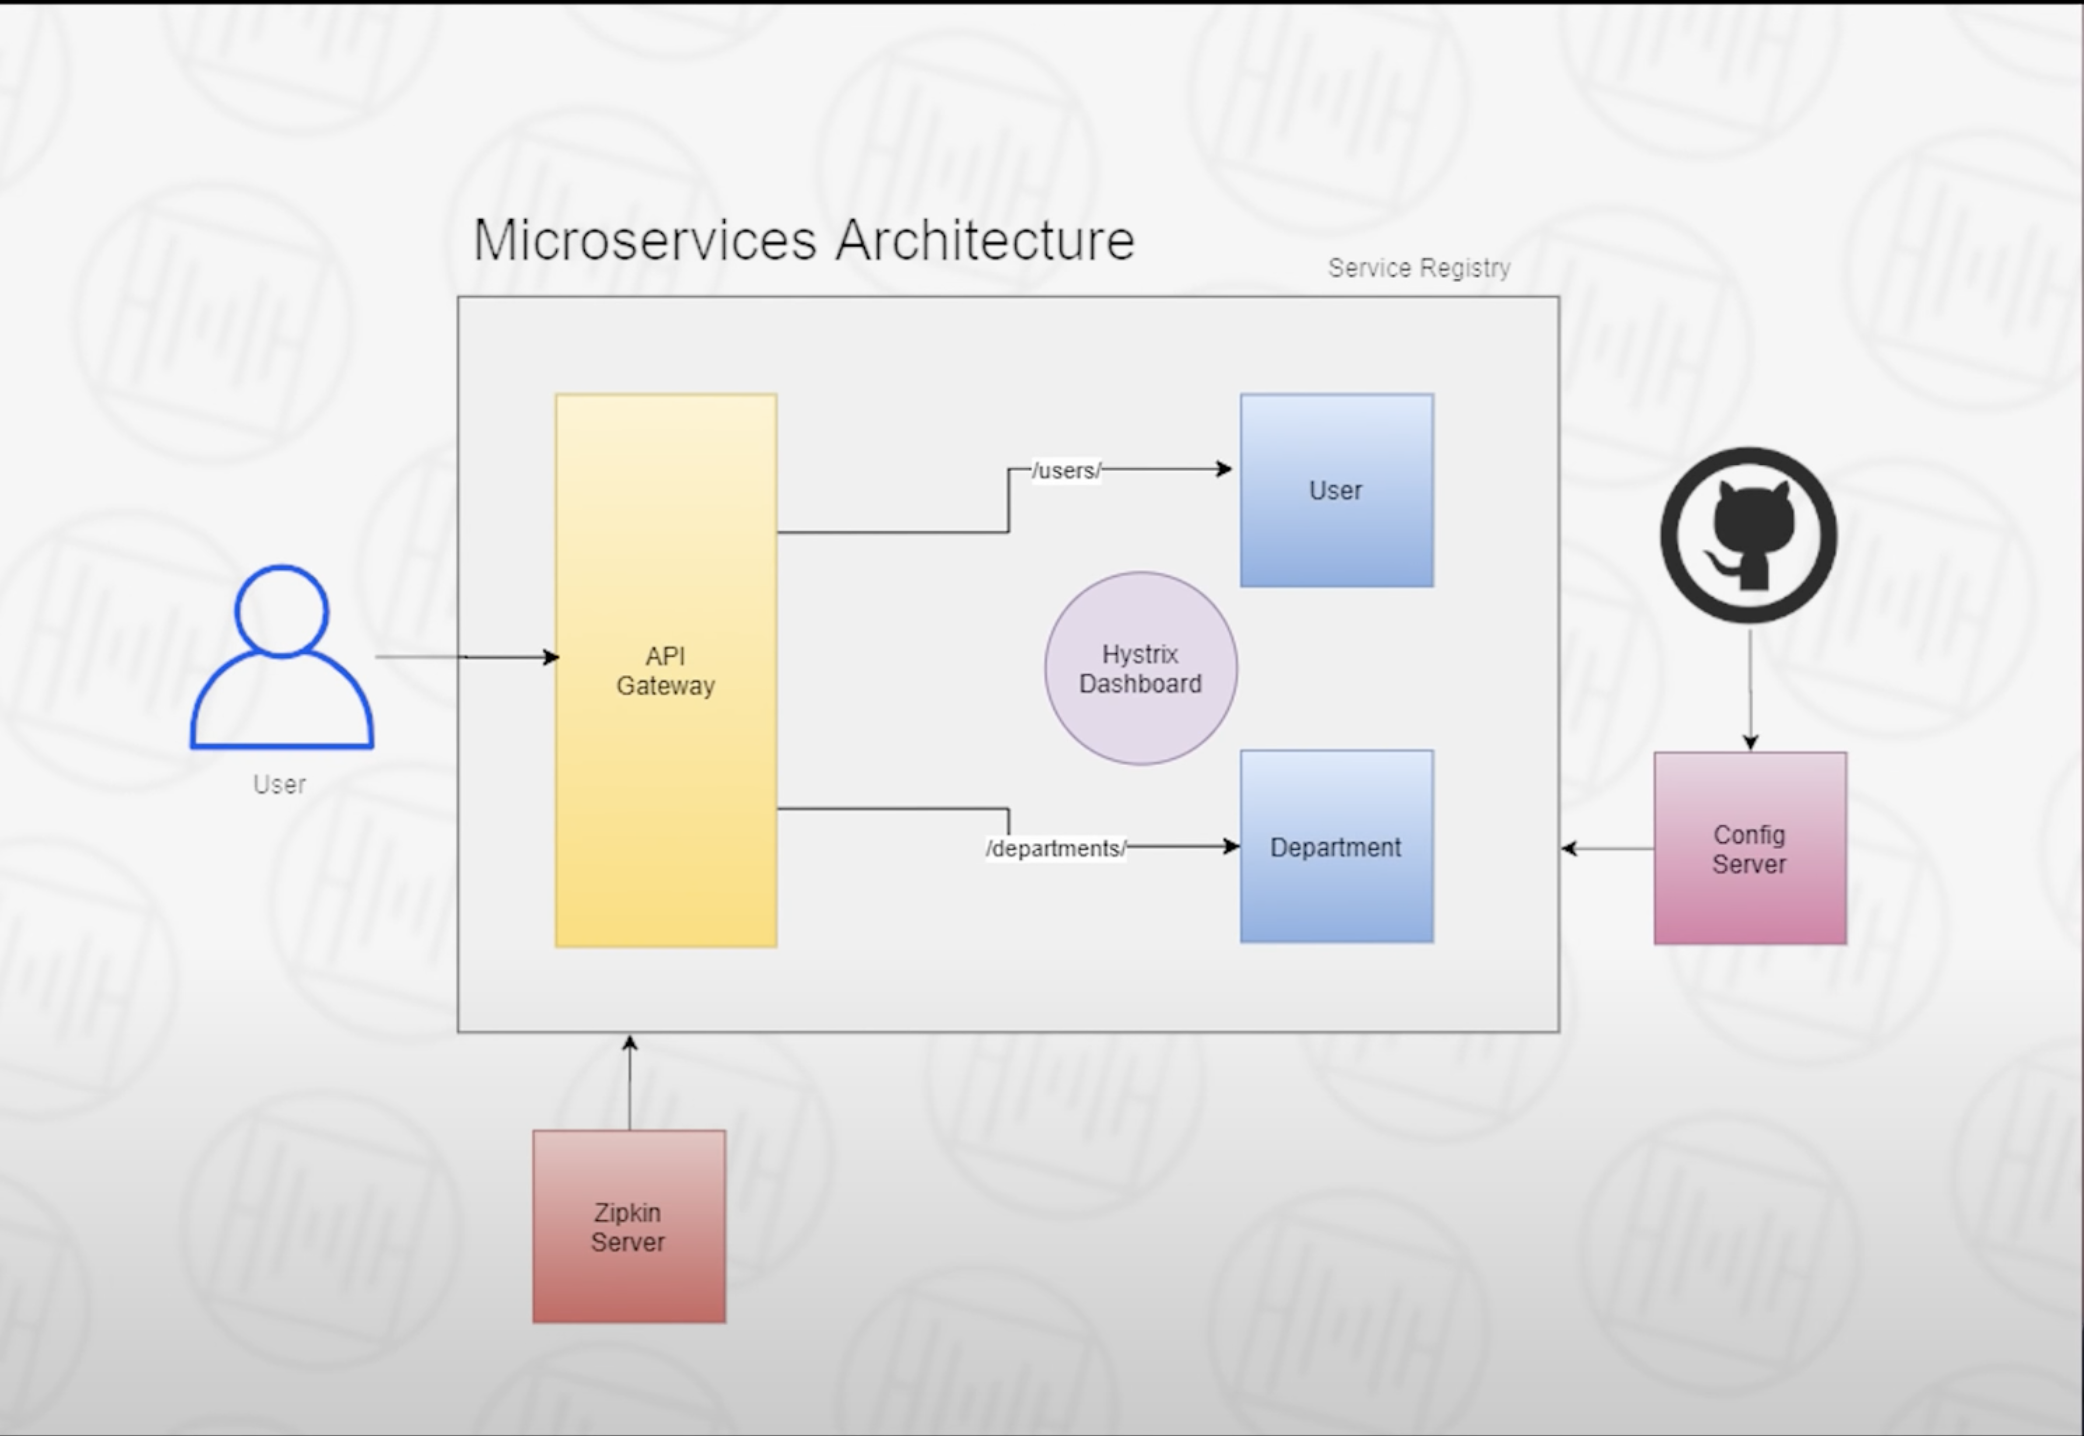 Microservices Architecture
Service Registry
/users/
User
API
Gateway
Hystrix
Dashboard
User
/departments/
Department
Config
Server
Zipkin
Server